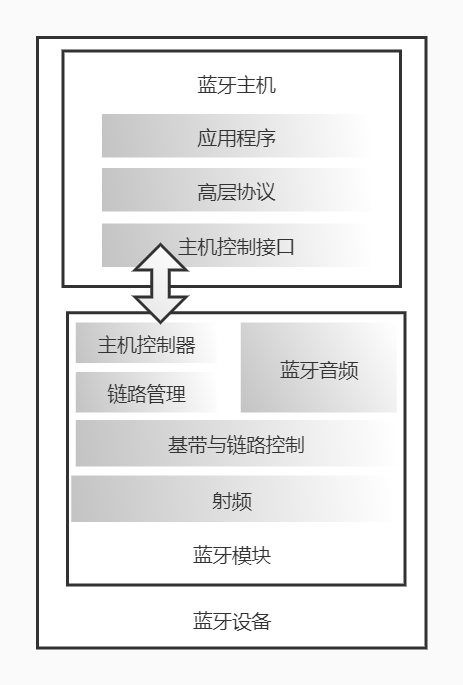 蓝牙主机
应用程序
高层协议
主机控制接口
主机控制器
链路管理
蓝牙音频
基带与链路控制
射频
蓝牙模块
蓝牙设备